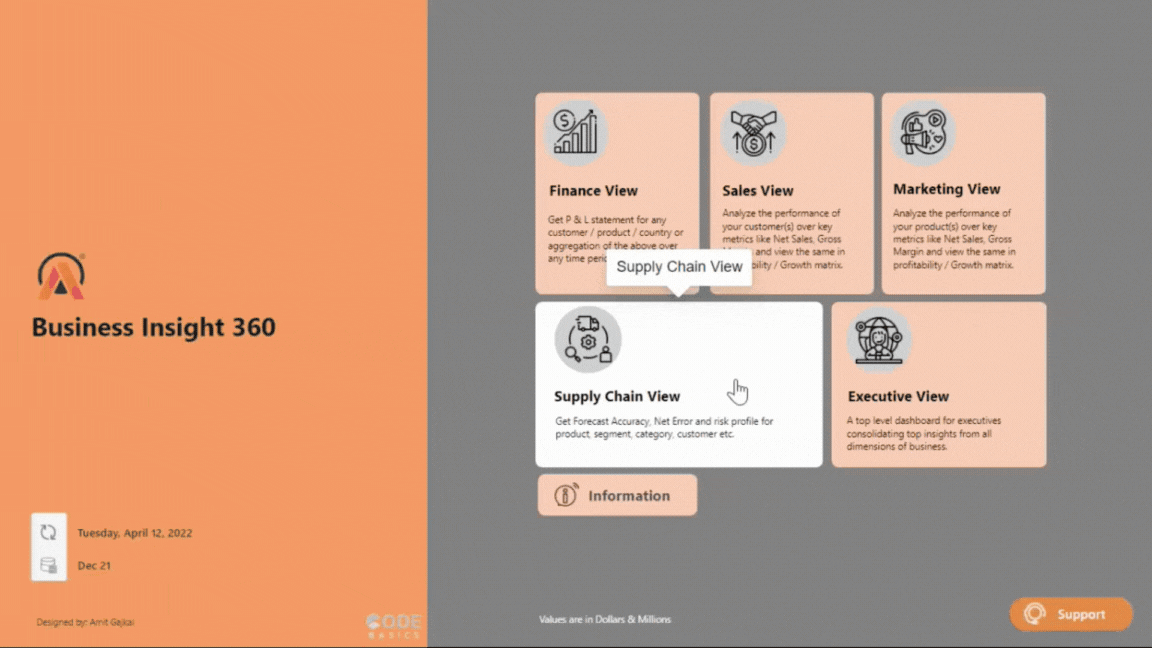 Business Insight 360
Tuesday, April 12, 2022
Dec 21
Designed by: Amit Gajkai
CODE
BASICS
Finance View
Get P & L statement for any
customer / product / country or
aggregation of the above over
any time
Sales View
Analyze the performance of
your customer(s) over key
metrics like Net Sales, Gross
and view the same in
/ Growth matrix.
Marketing View
Analyze the performance of
your product(s) over key
metrics like Net Sales, Gross
Margin and view the same in
profitability / Growth matrix.
Supply Chain View
Supply Chain View
Get Forecast Accuracy, Net Error and risk profile for
product, segment, category, customer etc.
Executive View
A top level dashboard for executives
consolidating top insights from all
dimensions of business.
Information
Values are in Dollars & Millions
Support